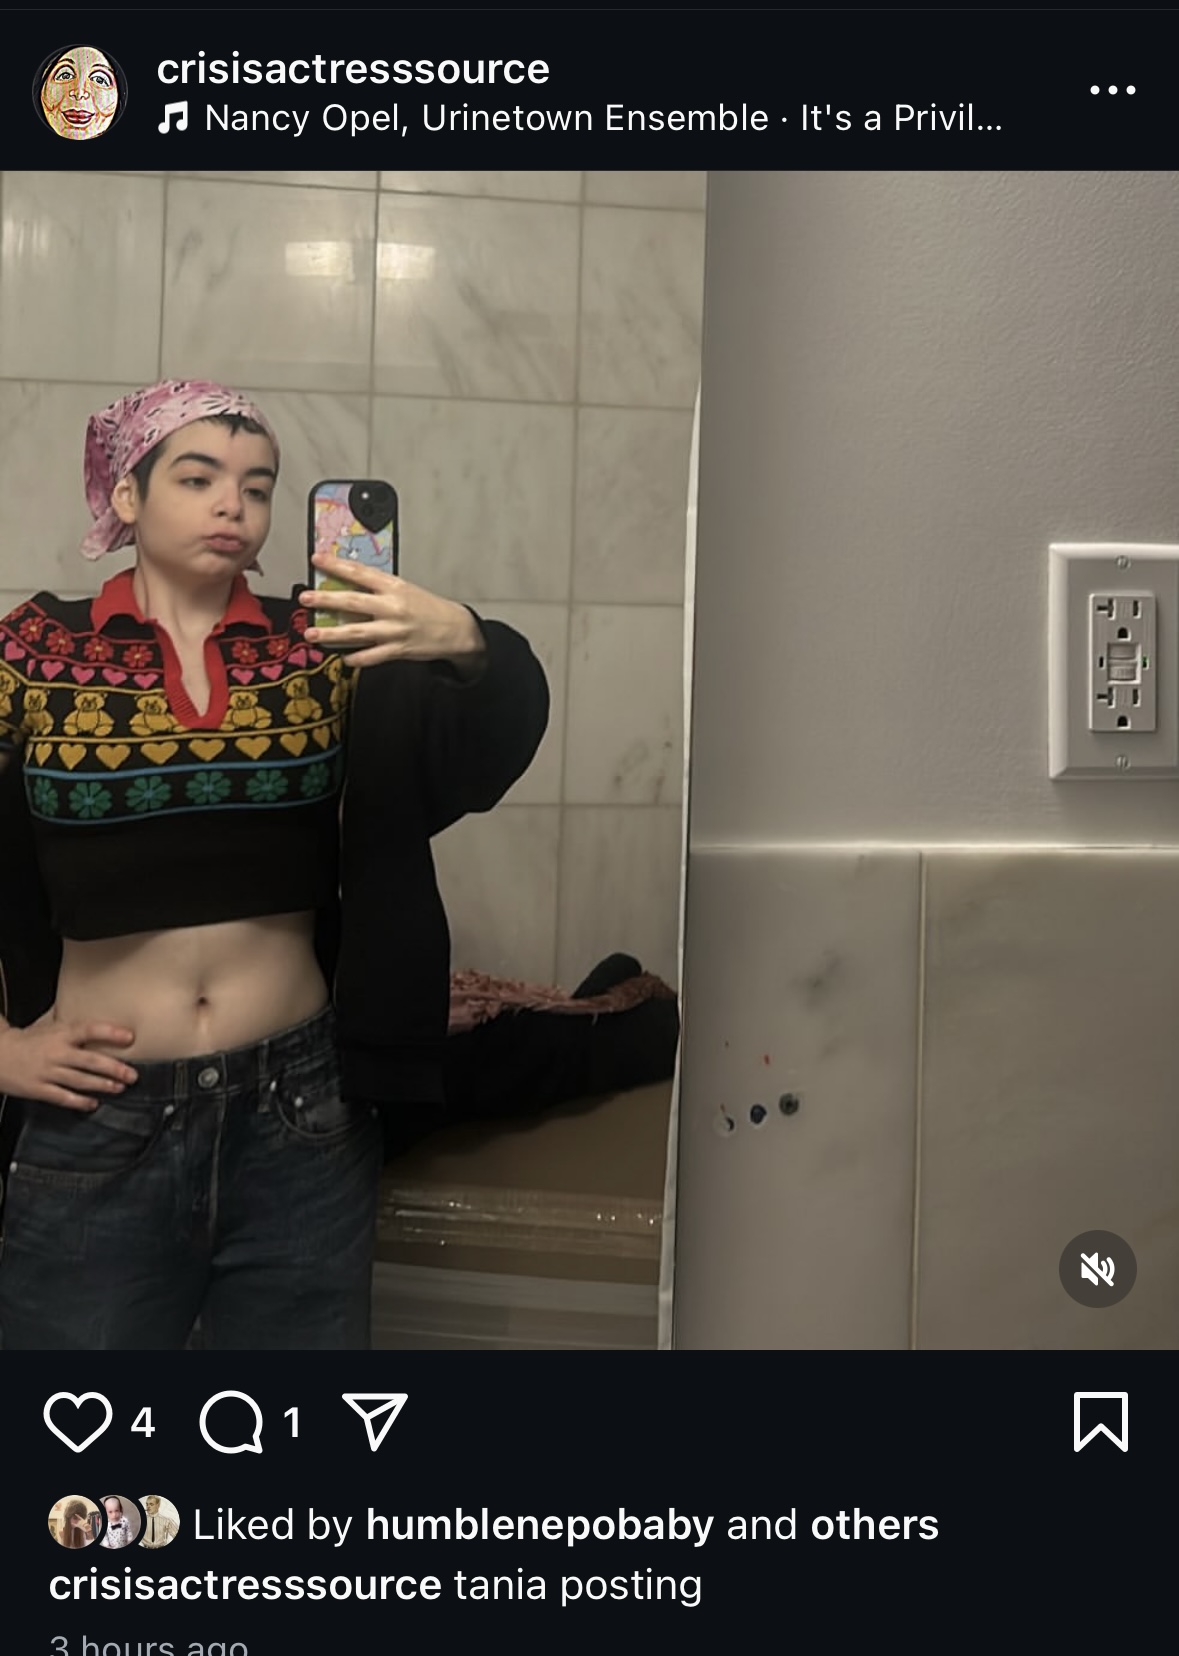 crisisactresssource
Nancy Opel, Urinetown Ensemble · It's a Privil...
4
1
Liked by humblenepobaby and others
crisisactresssource tania posting
3 hours ago